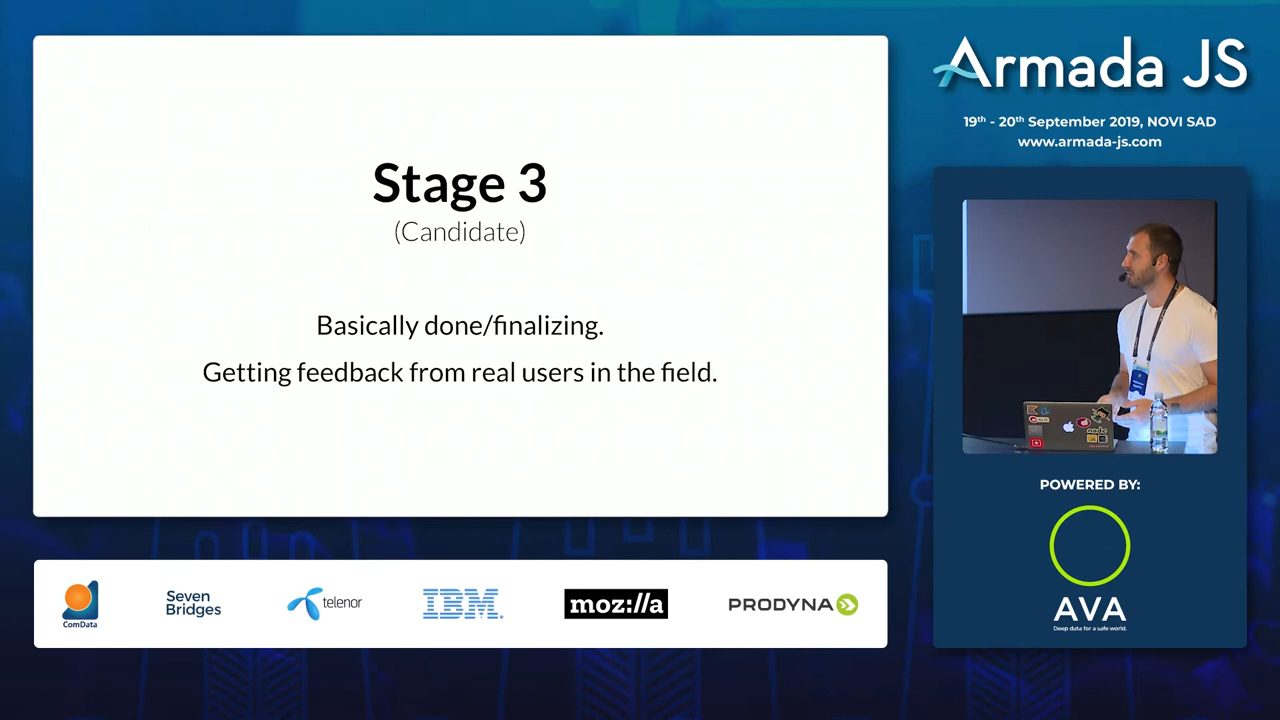 Stage 3
(Candidate)
Basically done/finalizing.
Getting feedback from real users in the field.
Armada JS
19th - 20th September 2019, NOVI SAD
www.armada-js.com
node
POWERED BY:
AVA
Deep data for a safe world.
ComData
Seven
Bridges
telenor
IBM
moz://a
PRODYNA